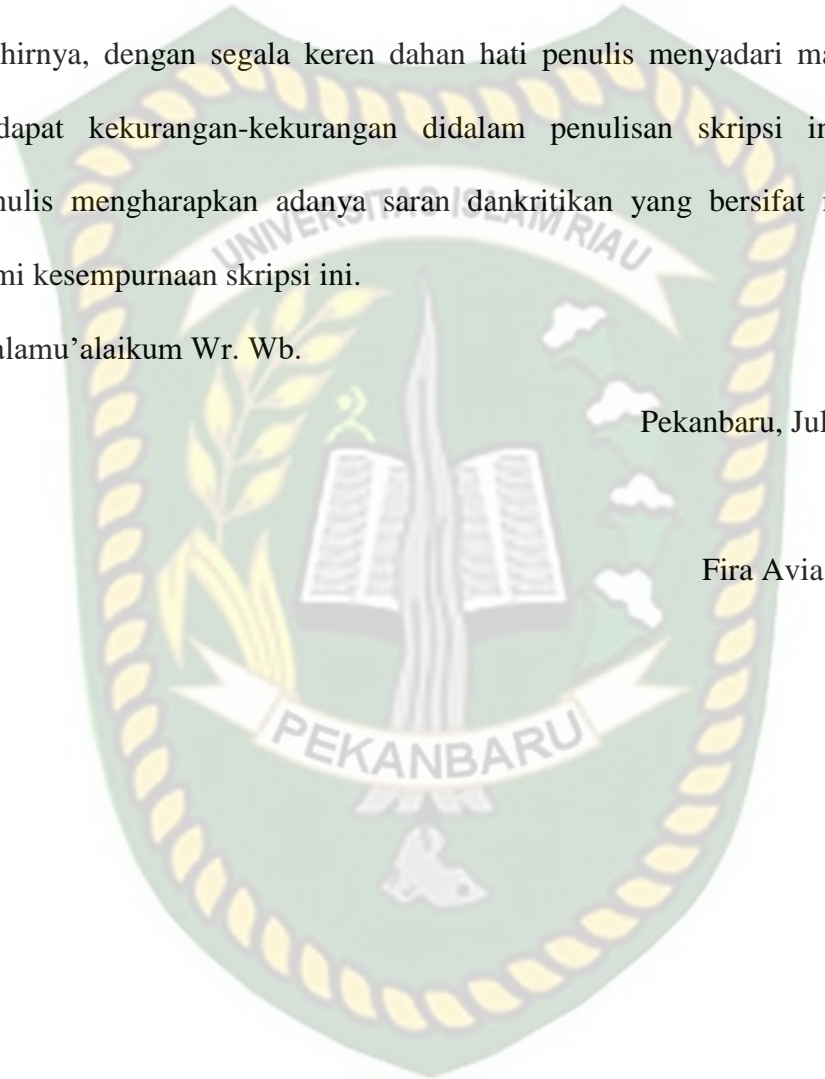 hirnya, dengan segala keren dahan hati penulis menyadari ma
dapat kekurangan-kekurangan didalam penulisan skripsi in
nulis mengharapkan adanya saran dankritikan yang bersifat
UNIVERSITAS ISLAM RIAU
mi kesempurnaan skripsi ini.
alamu’alaikum Wr. Wb.
Pekanbaru, Jul
Fira Avia
PEKANBARU